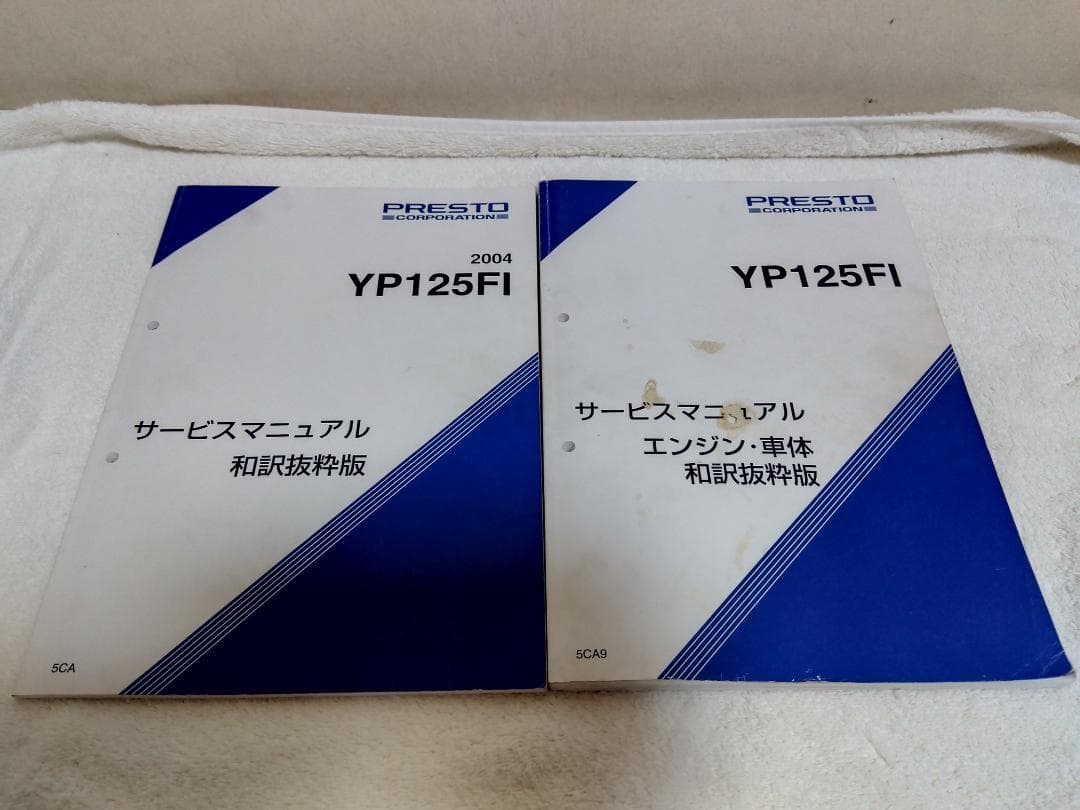 PRESTO
CORPORATION
2004
YP125FI
サービスマニュアル
和訳抜粋版
5CA
PRESTO
CORPORATION
YP125FI
サービスマニュアル
エンジン・車体
和訳抜粋版
5CA9